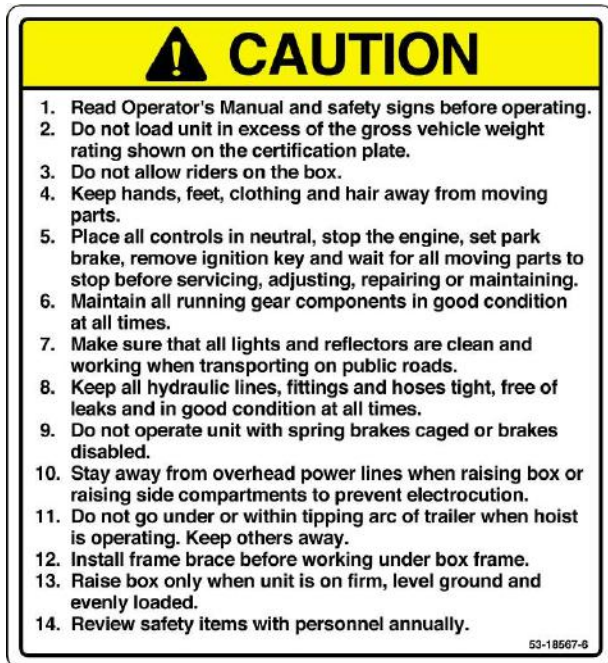 CAUTION
1. Read Operator's Manual and safety signs before operating.
2. Do not load unit in excess of the gross vehicle weight
rating shown on the certification plate.
3. Do not allow riders on the box.
4. Keep hands, feet, clothing and hair away from moving
parts.
5. Place all controls in neutral, stop the engine, set park
brake, remove ignition key and wait for all moving parts to
stop before servicing, adjusting, repairing or maintaining.
6. Maintain all running gear components in good condition
at all times.
7. Make sure that all lights and reflectors are clean and
working when transporting on public roads.
8. Keep all hydraulic lines, fittings and hoses tight, free of
leaks and in good condition at all times.
9. Do not operate unit with spring brakes caged or brakes
disabled.
10. Stay away from overhead power lines when raising box or
raising side compartments to prevent electrocution.
11. Do not go under or within tipping arc of trailer when hoist
is operating. Keep others away.
12. Install frame brace before working under box frame.
13. Raise box only when unit is on firm, level ground and
evenly loaded.
14. Review safety items with personnel annually.
53-18567-6